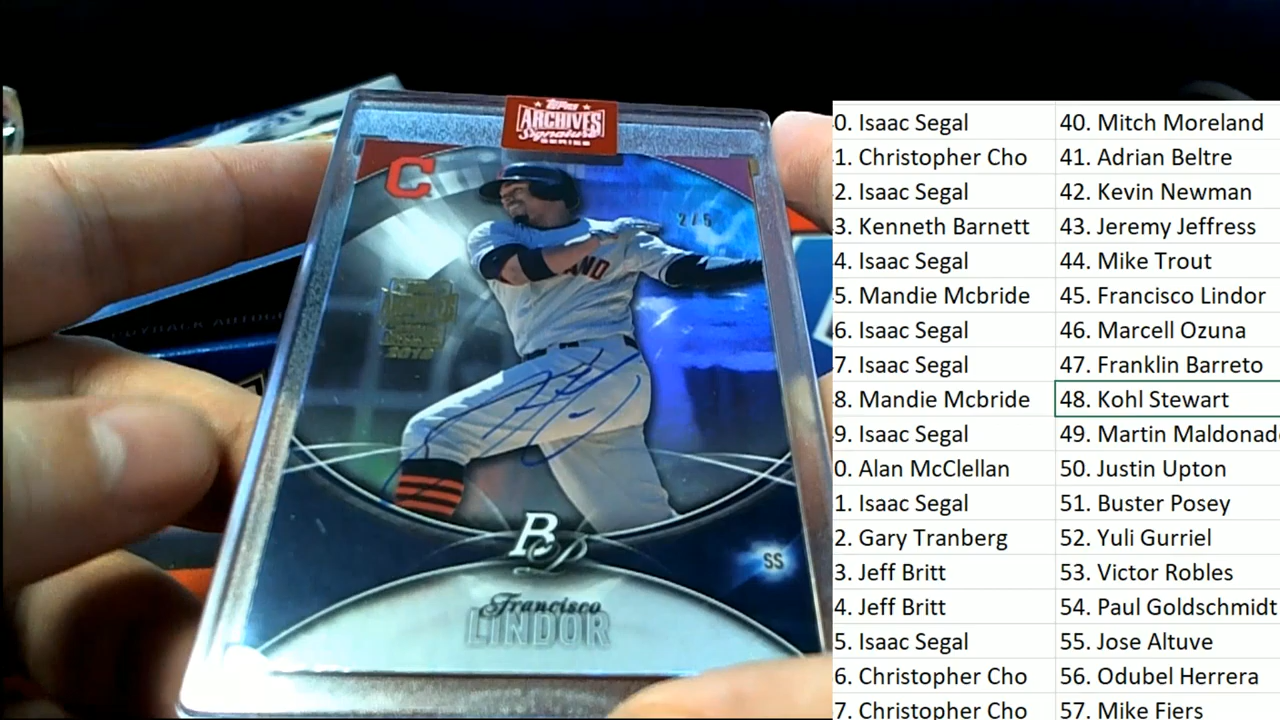 TOPPS
ARCHIVES
Signature
SERIES
C
2/5
AND
2018
BP
SS
Francisco
LINDOR
0. Isaac Segal 40. Mitch Moreland
1. Christopher Cho 41. Adrian Beltre
2. Isaac Segal 42. Kevin Newman
3. Kenneth Barnett 43. Jeremy Jeffress
4. Isaac Segal 44. Mike Trout
5. Mandie Mcbride 45. Francisco Lindor
6. Isaac Segal 46. Marcell Ozuna
7. Isaac Segal 47. Franklin Barreto
8. Mandie Mcbride 48. Kohl Stewart
9. Isaac Segal 49. Martin Maldonad
0. Alan McClellan 50. Justin Upton
1. Isaac Segal 51. Buster Posey
2. Gary Tranberg 52. Yuli Gurriel
3. Jeff Britt 53. Victor Robles
4. Jeff Britt 54. Paul Goldschmidt
5. Isaac Segal 55. Jose Altuve
6. Christopher Cho 56. Odubel Herrera
7. Christopher Cho 57. Mike Fiers